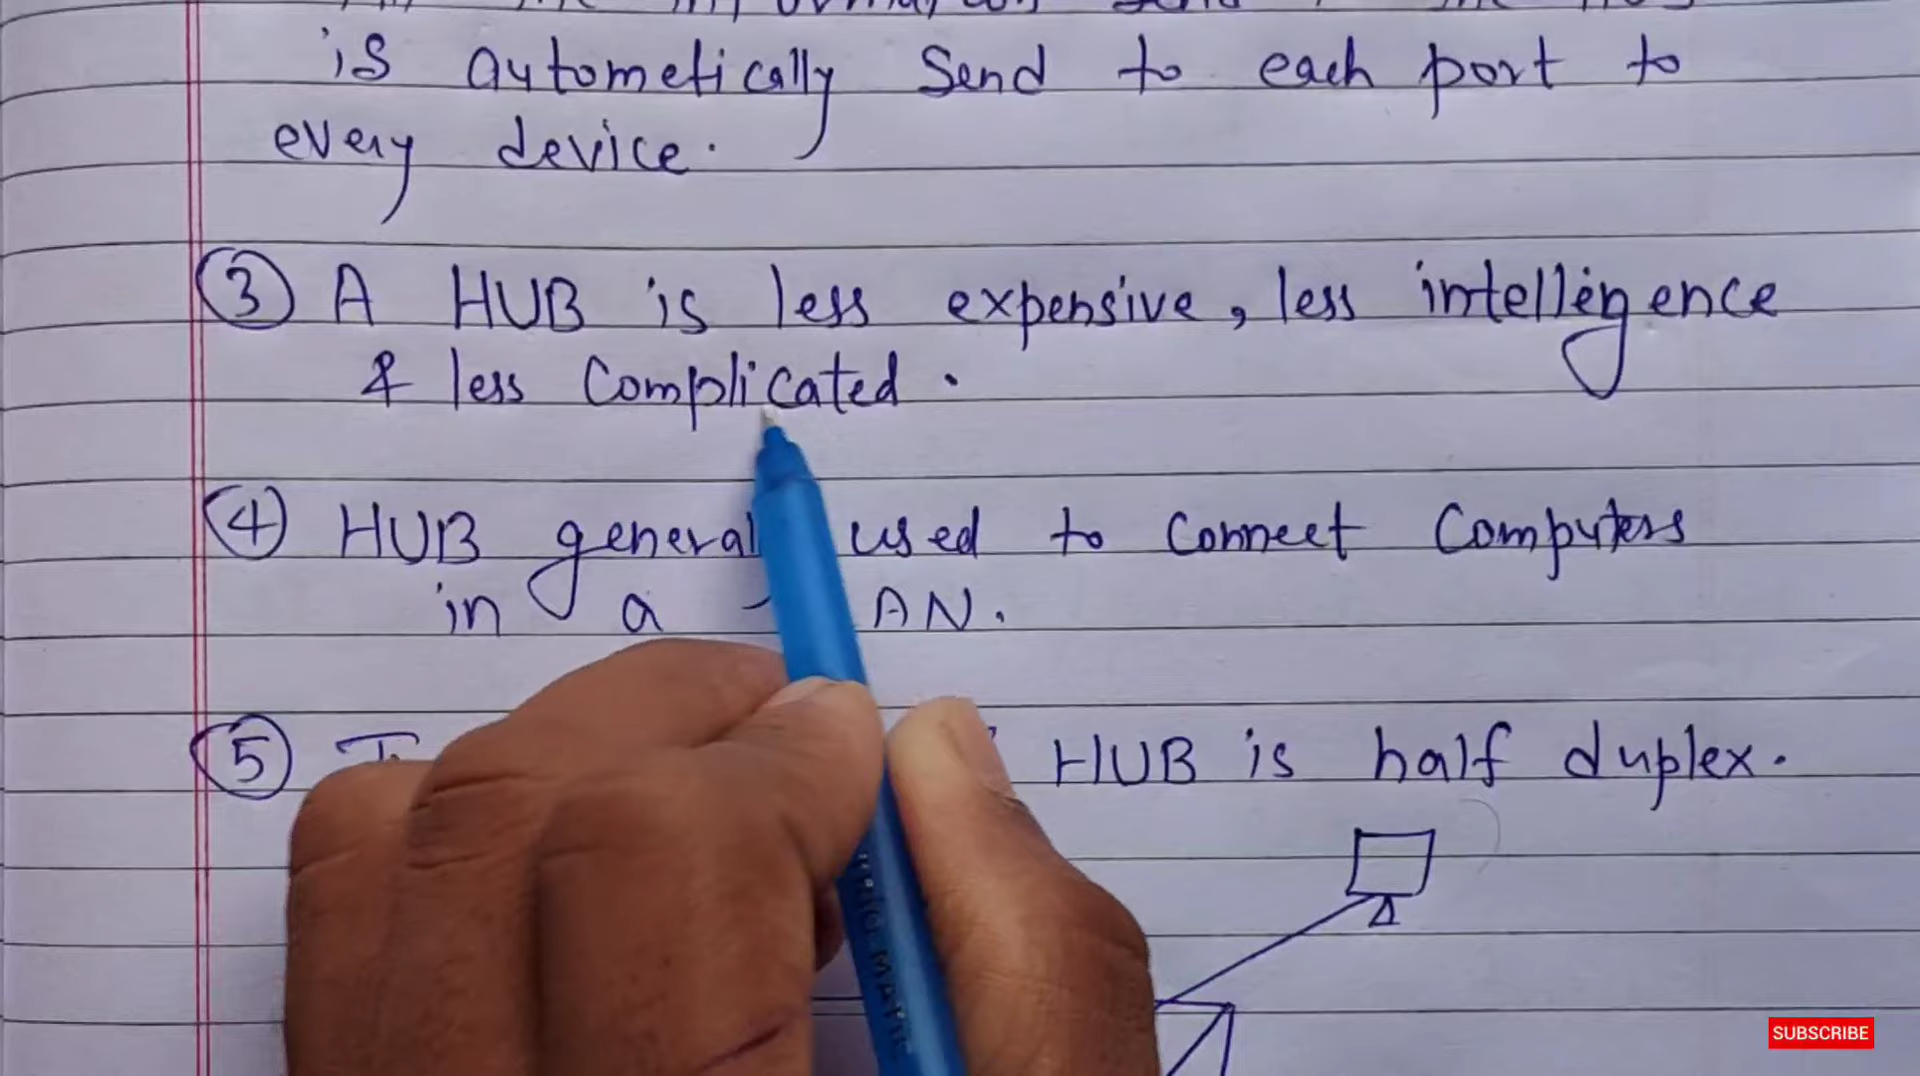 is autometically Send to each port to
every device.
③ A HUB is less expensive, less intelligence
& less Complicated.
④ HUB general used to Connect Computers
in a AN.
⑤ HUB is half duplex.
SUBSCRIBE